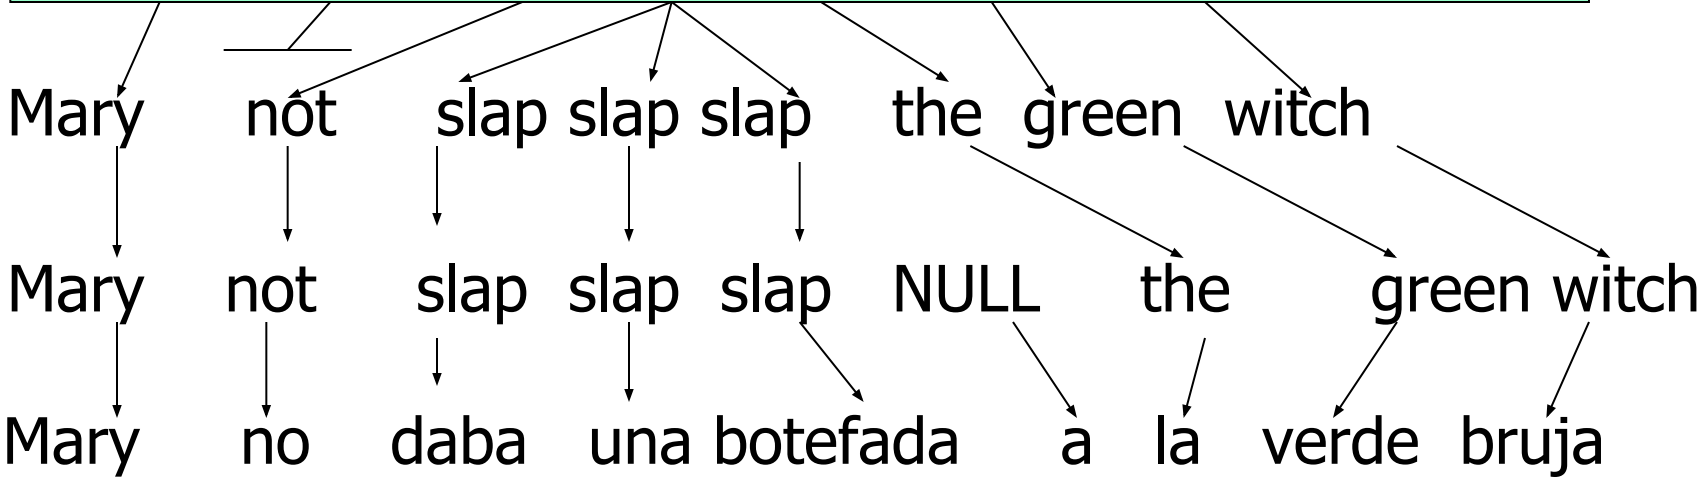 Mary not slap slap slap the green witch
Mary not slap slap slap NULL the green witch
Mary no daba una botefada a la verde bruja